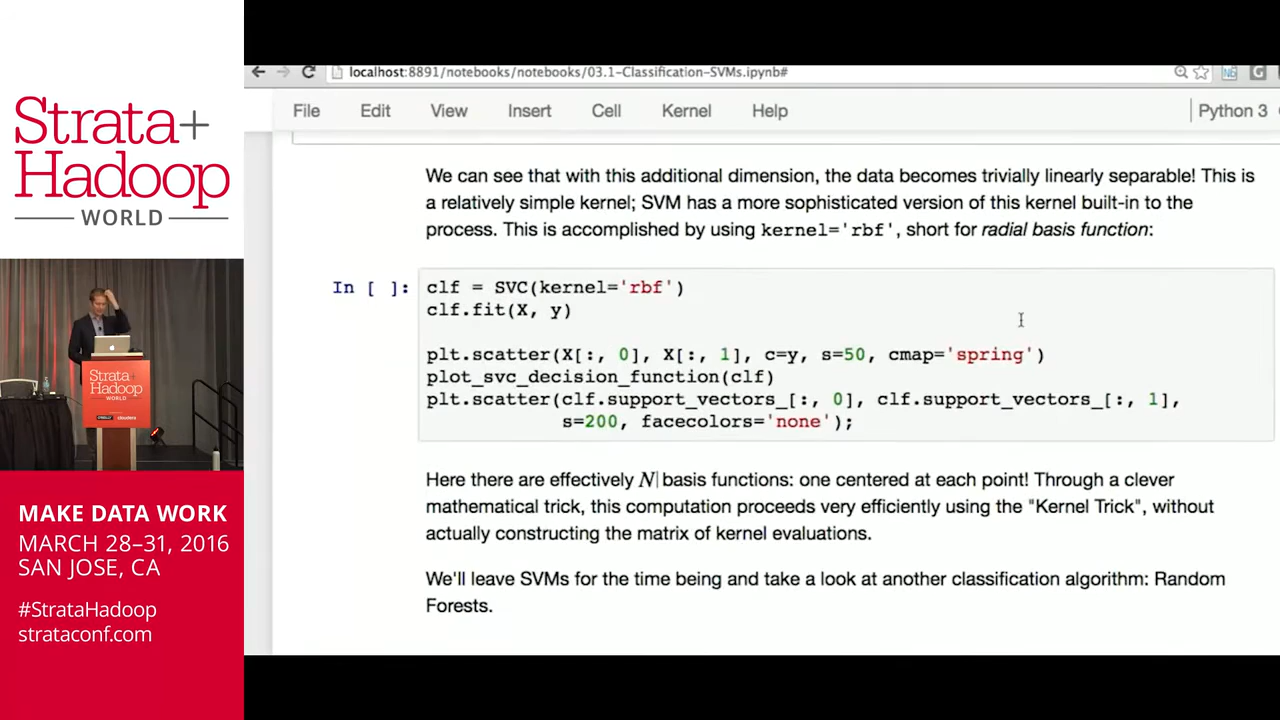 Strata+
Hadoop
WORLD
Strata+
Hadoop
WORLD
cloudera
MAKE DATA WORK
MARCH 28–31, 2016
SAN JOSE, CA
#StrataHadoop
strataconf.com
localhost:8891/notebooks/notebooks/03.1-Classification-SVMs.ipynb#
File Edit View Insert Cell Kernel Help Python 3
We can see that with this additional dimension, the data becomes trivially linearly separable! This is
a relatively simple kernel; SVM has a more sophisticated version of this kernel built-in to the
process. This is accomplished by using kernel='rbf', short for radial basis function:
In [ ]: clf = SVC(kernel='rbf')
clf.fit(X, y)
plt.scatter(X[:, 0], X[:, 1], c=y, s=50, cmap='spring')
plot_svc_decision_function(clf)
plt.scatter(clf.support_vectors_[:, 0], clf.support_vectors_[:, 1],
s=200, facecolors='none');
Here there are effectively N basis functions: one centered at each point! Through a clever
mathematical trick, this computation proceeds very efficiently using the "Kernel Trick", without
actually constructing the matrix of kernel evaluations.
We'll leave SVMs for the time being and take a look at another classification algorithm: Random
Forests.